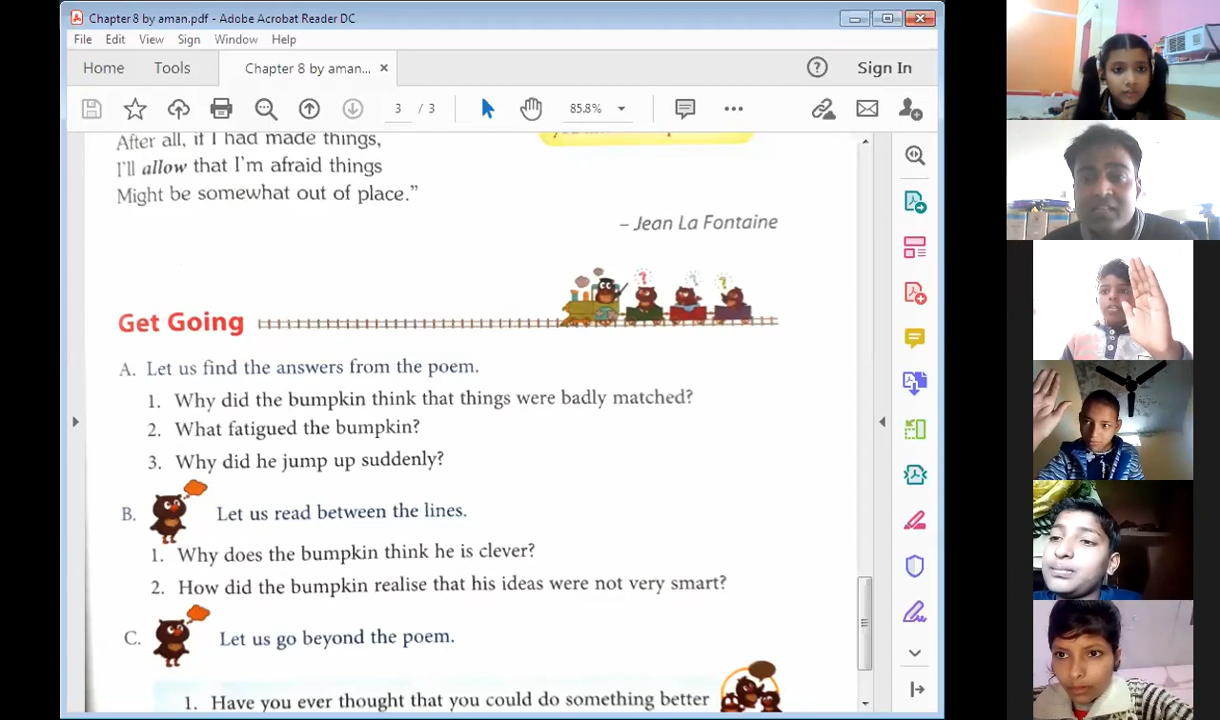 Chapter 8 by aman.pdf - Adobe Acrobat Reader DC
File Edit View Sign Window Help
Home Tools Chapter 8 by aman... × Sign In
3 / 3 85.8%
After all, if I had made things,
I'll allow that I'm afraid things
Might be somewhat out of place.”
– Jean La Fontaine
Get Going
A. Let us find the answers from the poem.
1. Why did the bumpkin think that things were badly matched?
2. What fatigued the bumpkin?
3. Why did he jump up suddenly?
B. Let us read between the lines.
1. Why does the bumpkin think he is clever?
2. How did the bumpkin realise that his ideas were not very smart?
C. Let us go beyond the poem.
1. Have you ever thought that you could do something better